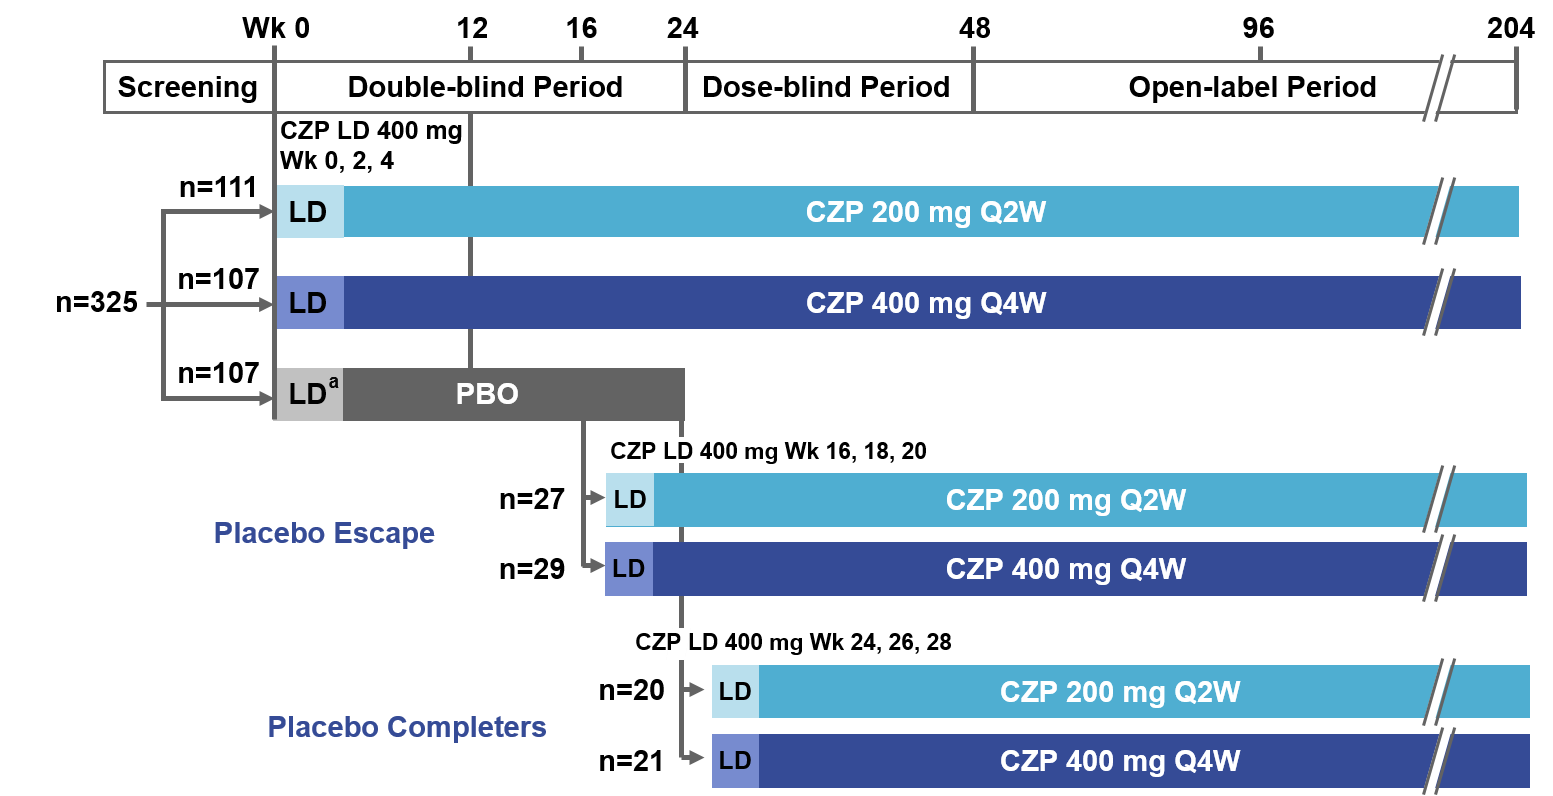 Wk 0 12 16 24 48 96 204
Screening Double-blind Period Dose-blind Period Open-label Period
CZP LD 400 mg
Wk 0, 2, 4
n=111
LD CZP 200 mg Q2W
n=107
n=325 LD CZP 400 mg Q4W
n=107
LDa PBO
CZP LD 400 mg Wk 16, 18, 20
n=27 LD CZP 200 mg Q2W
Placebo Escape
n=29 LD CZP 400 mg Q4W
CZP LD 400 mg Wk 24, 26, 28
n=20 LD CZP 200 mg Q2W
Placebo Completers
n=21 LD CZP 400 mg Q4W